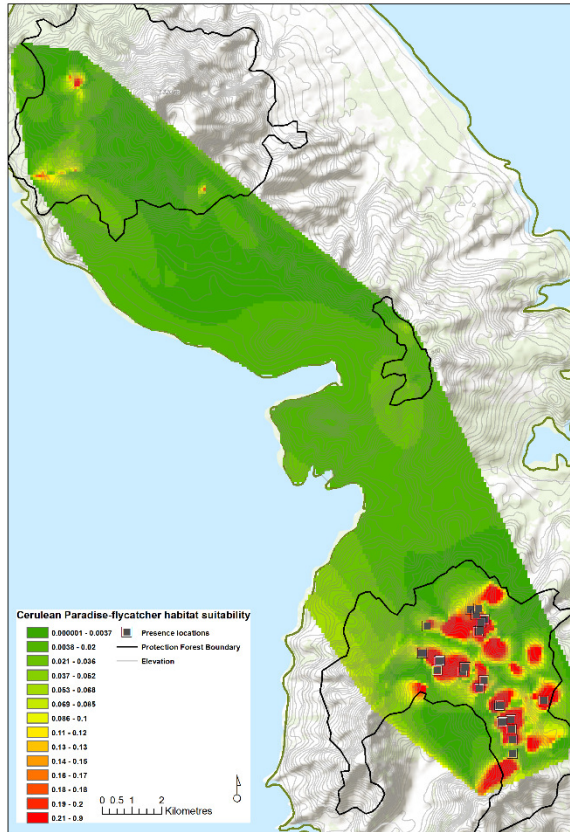 Cerulean Paradise-flycatcher habitat suitability
0.000001 - 0.0037
0.0038 - 0.02
0.021 - 0.036
0.037 - 0.052
0.053 - 0.068
0.069 - 0.085
0.086 - 0.1
0.11 - 0.12
0.13 - 0.13
0.14 - 0.15
0.16 - 0.17
0.18 - 0.18
0.19 - 0.2
0.21 - 0.9
Presence locations
Protection Forest Boundary
Elevation
0 0.5 1 2
Kilometres